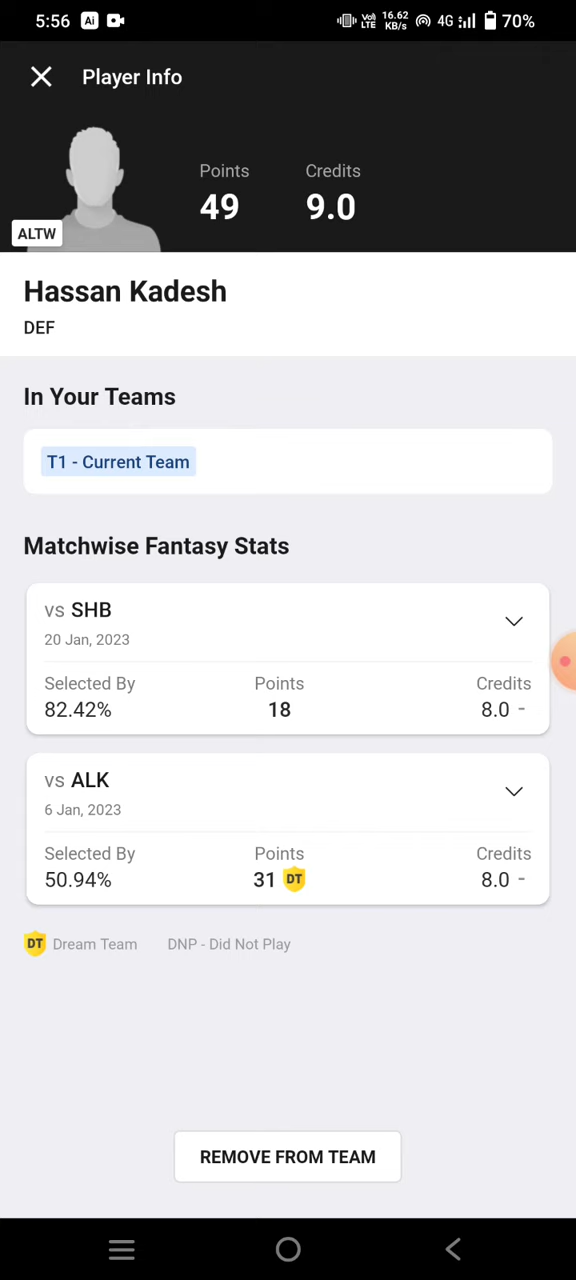 5:56 Ai Vo) LTE 16.62 KB/s 4G 70%
Player Info
Points Credits
49 9.0
ALTW
Hassan Kadesh
DEF
In Your Teams
T1 - Current Team
Matchwise Fantasy Stats
vs SHB
20 Jan, 2023
Selected By Points Credits
82.42% 18 8.0 -
vs ALK
6 Jan, 2023
Selected By Points Credits
50.94% 31 DT 8.0 -
DT Dream Team DNP - Did Not Play
REMOVE FROM TEAM